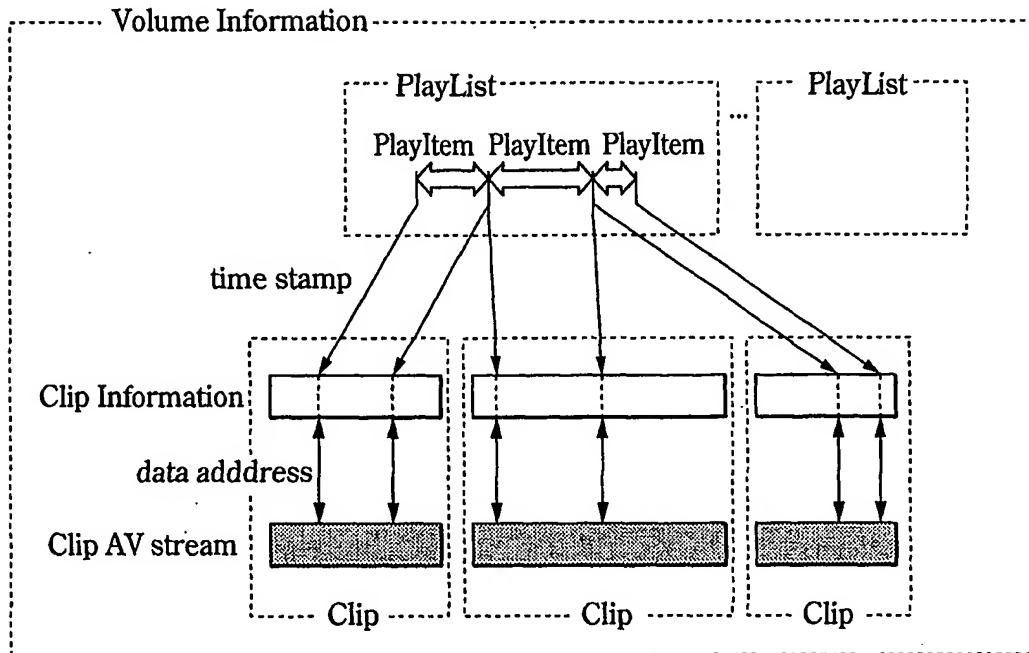 Volume Information
PlayList
PlayList
...
PlayItem PlayItem PlayItem
time stamp
Clip Information
data adddress
Clip AV stream
Clip
Clip
Clip